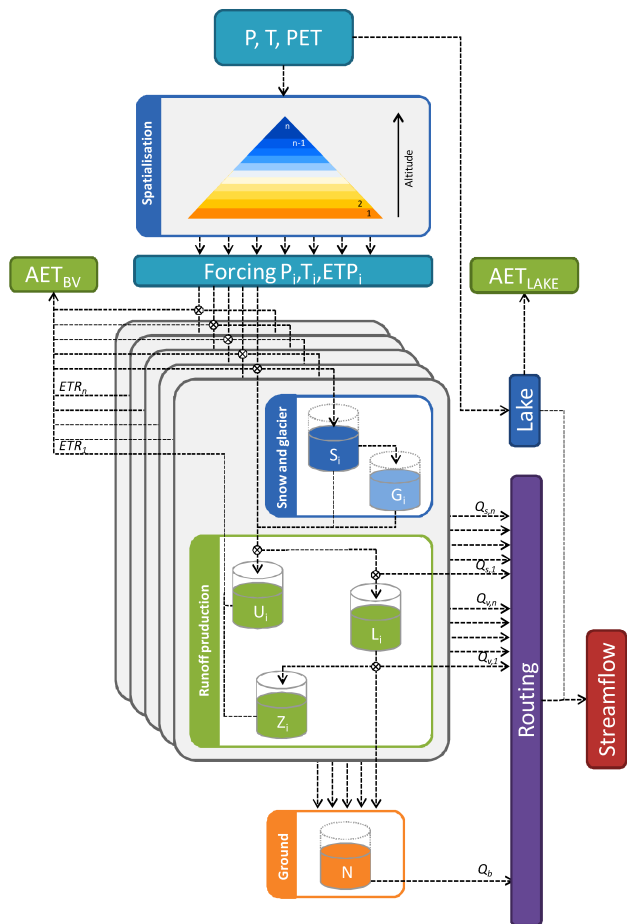 P, T, PET
Spatialisation
n
n-1
2
1
Altitude
AET_BV
Forcing P_i,T_i,ETP_i
AET_LAKE
ETR_n
ETR_1
Snow and glacier
S_i
G_i
Lake
Q_s,n
Q_s,1
Q_v,n
Q_v,1
Runoff pruduction
U_i
L_i
Z_i
Routing
Streamflow
Ground
N
Q_b